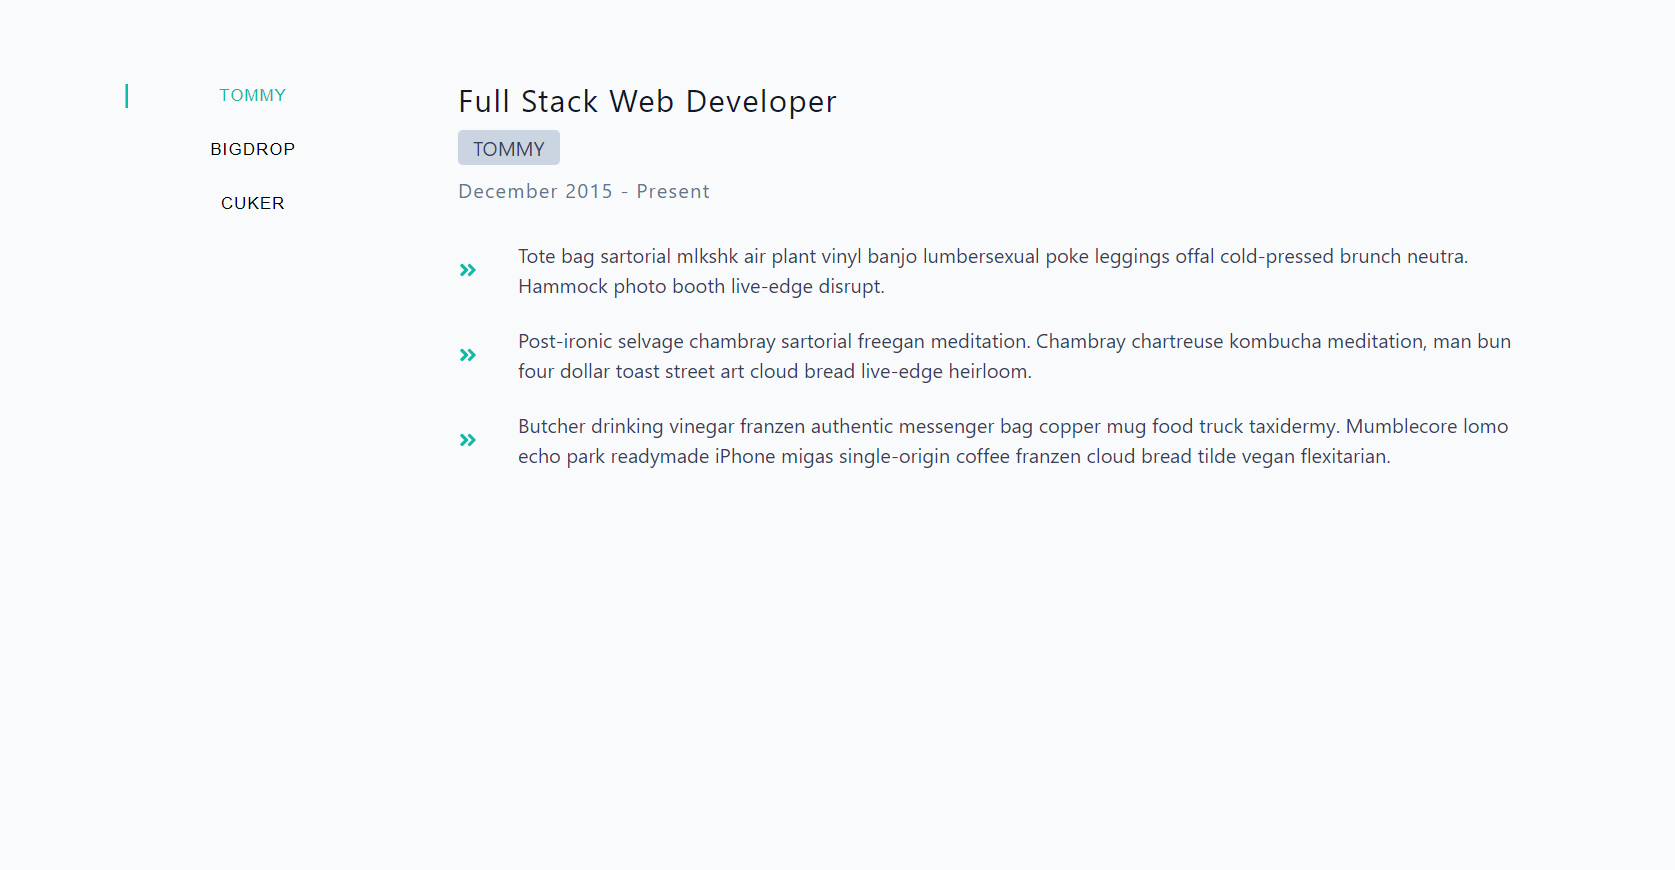 TOMMY
BIGDROP
CUKER
Full Stack Web Developer
TOMMY
December 2015 - Present
Tote bag sartorial mlkshk air plant vinyl banjo lumbersexual poke leggings offal cold-pressed brunch neutra.
Hammock photo booth live-edge disrupt.
Post-ironic selvage chambray sartorial freegan meditation. Chambray chartreuse kombucha meditation, man bun
four dollar toast street art cloud bread live-edge heirloom.
Butcher drinking vinegar franzen authentic messenger bag copper mug food truck taxidermy. Mumblecore lomo
echo park readymade iPhone migas single-origin coffee franzen cloud bread tilde vegan flexitarian.